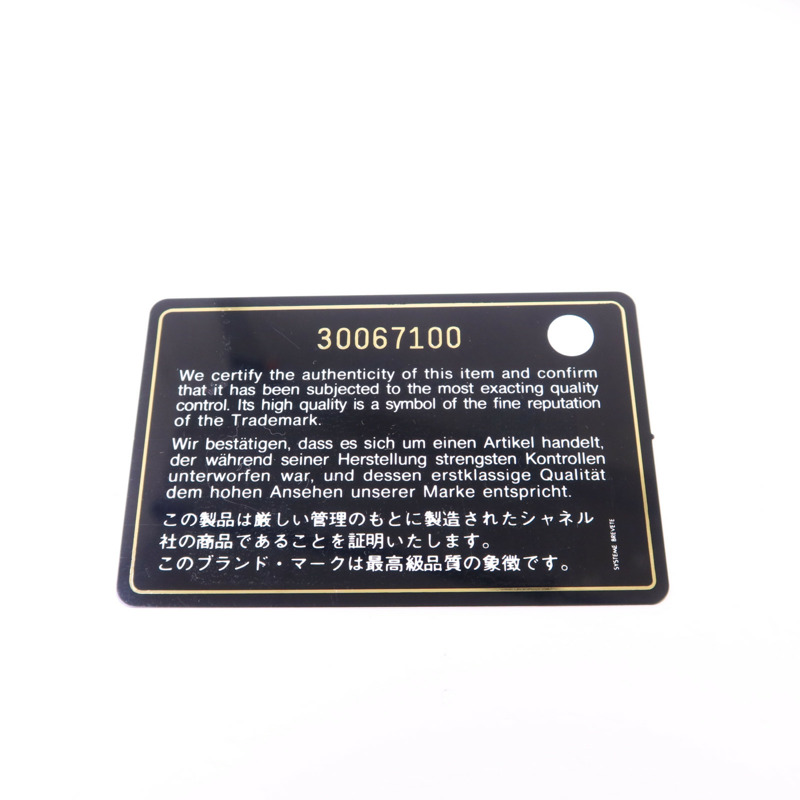 30067100
We certify the authenticity of this item and confirm
that it has been subjected to the most exacting quality
control. Its high quality is a symbol of the fine reputation
of the Trademark.
Wir bestätigen, dass es sich um einen Artikel handelt,
der während seiner Herstellung strengsten Kontrollen
unterworfen war, und dessen erstklassige Qualität
dem hohen Ansehen unserer Marke entspricht.
この製品は厳しい管理のもとに製造されたシャネル
社の商品であることを証明いたします。
このブランド・マークは最高級品質の象徴です。
SYSTEME BREVETE